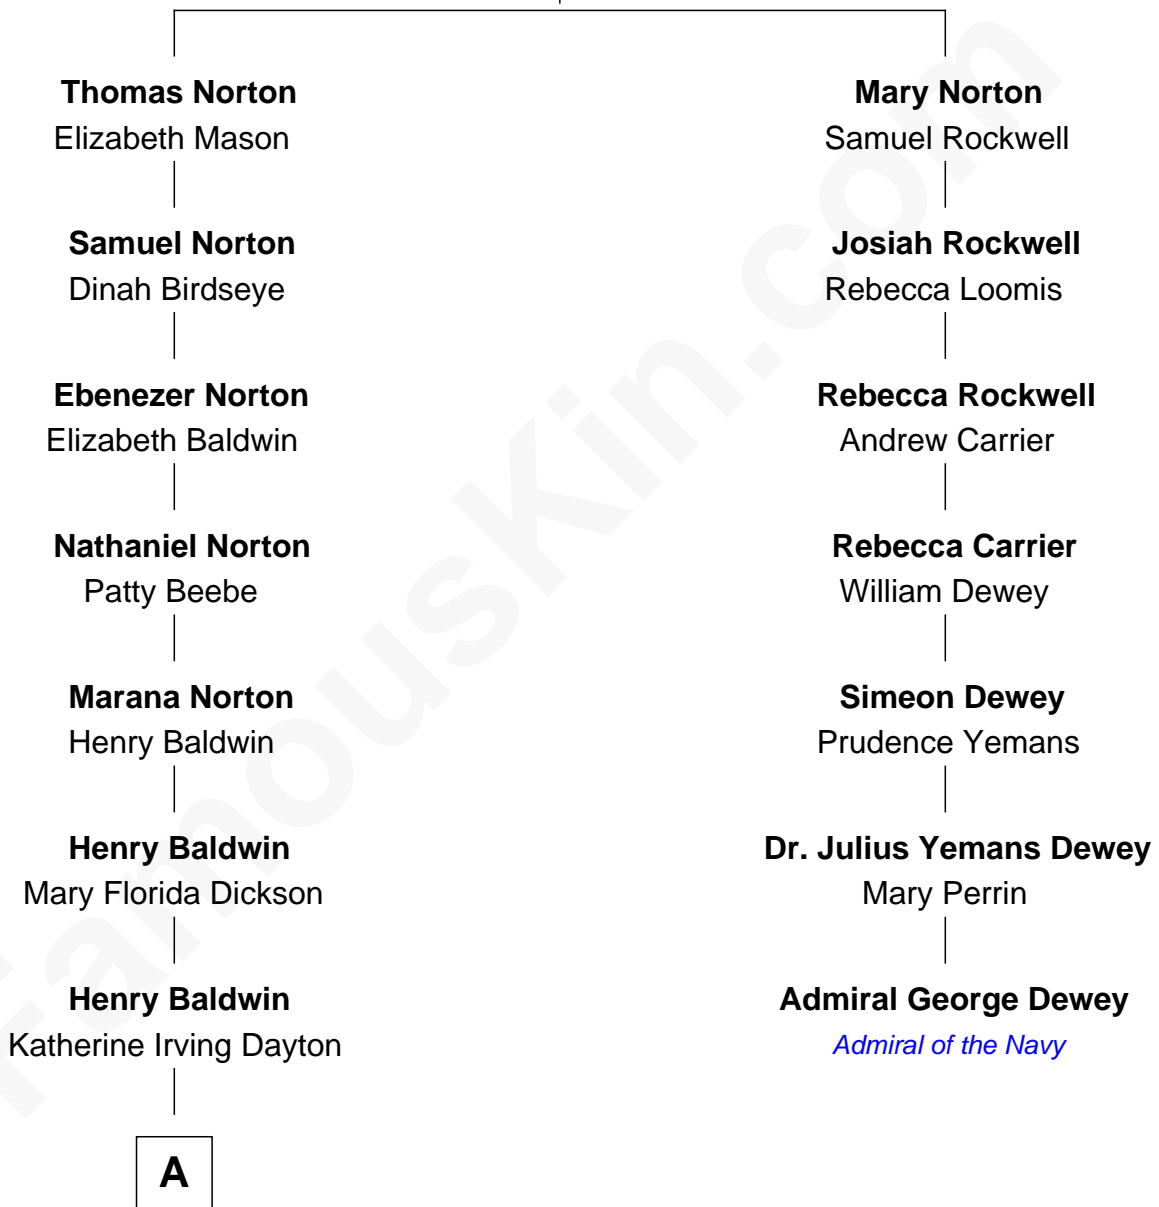 Thomas Norton
Elizabeth Mason
Samuel Norton
Dinah Birdseye
Ebenezer Norton
Elizabeth Baldwin
Nathaniel Norton
Patty Beebe
Marana Norton
Henry Baldwin
Henry Baldwin
Mary Florida Dickson
Henry Baldwin
Katherine Irving Dayton
A
Mary Norton
Samuel Rockwell
Josiah Rockwell
Rebecca Loomis
Rebecca Rockwell
Andrew Carrier
Rebecca Carrier
William Dewey
Simeon Dewey
Prudence Yemans
Dr. Julius Yemans Dewey
Mary Perrin
Admiral George Dewey
Admiral of the Navy
FamousKin.com